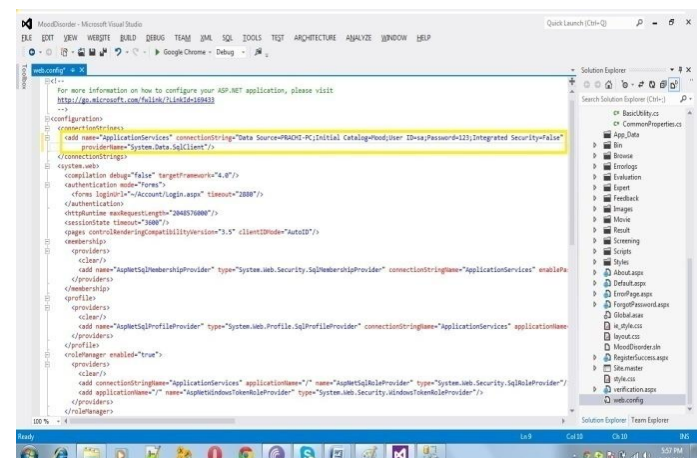 MoodDisorder - Microsoft Visual Studio
Quick Launch (Ctrl+Q)
FILE EDIT VIEW WEBSITE BUILD DEBUG TEAM XML SQL TOOLS TEST ARCHITECTURE ANALYZE WINDOW HELP
Google Chrome Debug
Toolbox
web.config*
<!--
For more information on how to configure your ASP.NET application, please visit
http://go.microsoft.com/fwlink/?LinkId=169433
-->
<configuration>
<connectionStrings>
<add name="ApplicationServices" connectionString="Data Source=PRACHI-PC;Initial Catalog=Mood;User ID=sa;Password=123;Integrated Security=False"
providerName="System.Data.SqlClient"/>
</connectionStrings>
<system.web>
<compilation debug="false" targetFramework="4.0"/>
<authentication mode="Forms">
<forms loginUrl="~/Account/Login.aspx" timeout="2880"/>
</authentication>
<httpRuntime maxRequestLength="2048576000"/>
<sessionState timeout="3600"/>
<pages controlRenderingCompatibilityVersion="3.5" clientIDMode="AutoID"/>
<membership>
<providers>
<clear/>
<add name="AspNetSqlMembershipProvider" type="System.Web.Security.SqlMembershipProvider" connectionStringName="ApplicationServices" enablePa
</providers>
</membership>
<profile>
<providers>
<clear/>
<add name="AspNetSqlProfileProvider" type="System.Web.Profile.SqlProfileProvider" connectionStringName="ApplicationServices" applicationName=
</providers>
</profile>
<roleManager enabled="true">
<providers>
<clear/>
<add connectionStringName="ApplicationServices" applicationName="/" name="AspNetSqlRoleProvider" type="System.Web.Security.SqlRoleProvider"/
<add applicationName="/" name="AspNetWindowsTokenRoleProvider" type="System.Web.Security.WindowsTokenRoleProvider"/>
</providers>
</roleManager>
100 %
Solution Explorer
Search Solution Explorer (Ctrl+;)
BasicUtility.cs
CommonProperties.cs
App_Data
Bin
Browse
Errorlogs
Evaluation
Expert
Feedback
Images
Movie
Result
Screening
Scripts
Styles
About.aspx
Default.aspx
ErrorPage.aspx
ForgotPassword.aspx
Global.asax
ie_style.css
layout.css
MoodDisorder.sln
RegisterSuccess.aspx
Site.master
style.css
verification.aspx
web.config
Solution Explorer Team Explorer
Ready Ln 9 Col 10 Ch 10 INS
5:57 PM